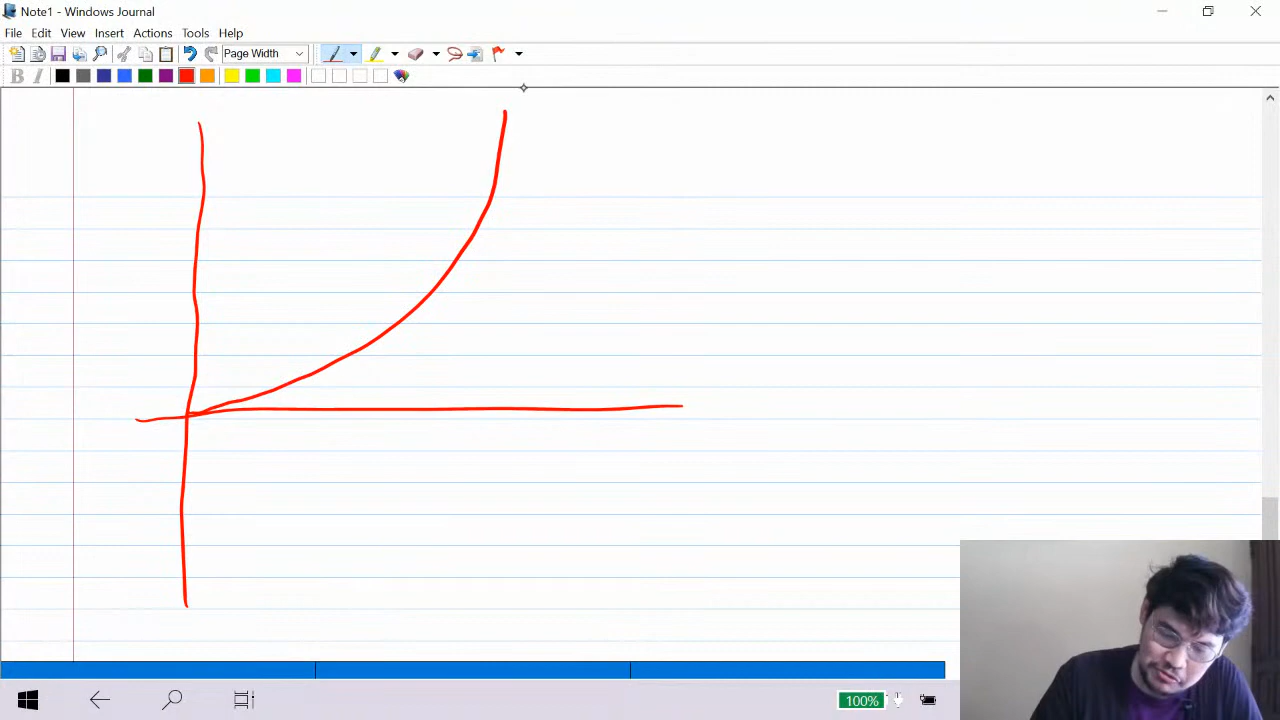 Note1 - Windows Journal
File Edit View Insert Actions Tools Help
Page Width
B I
100%